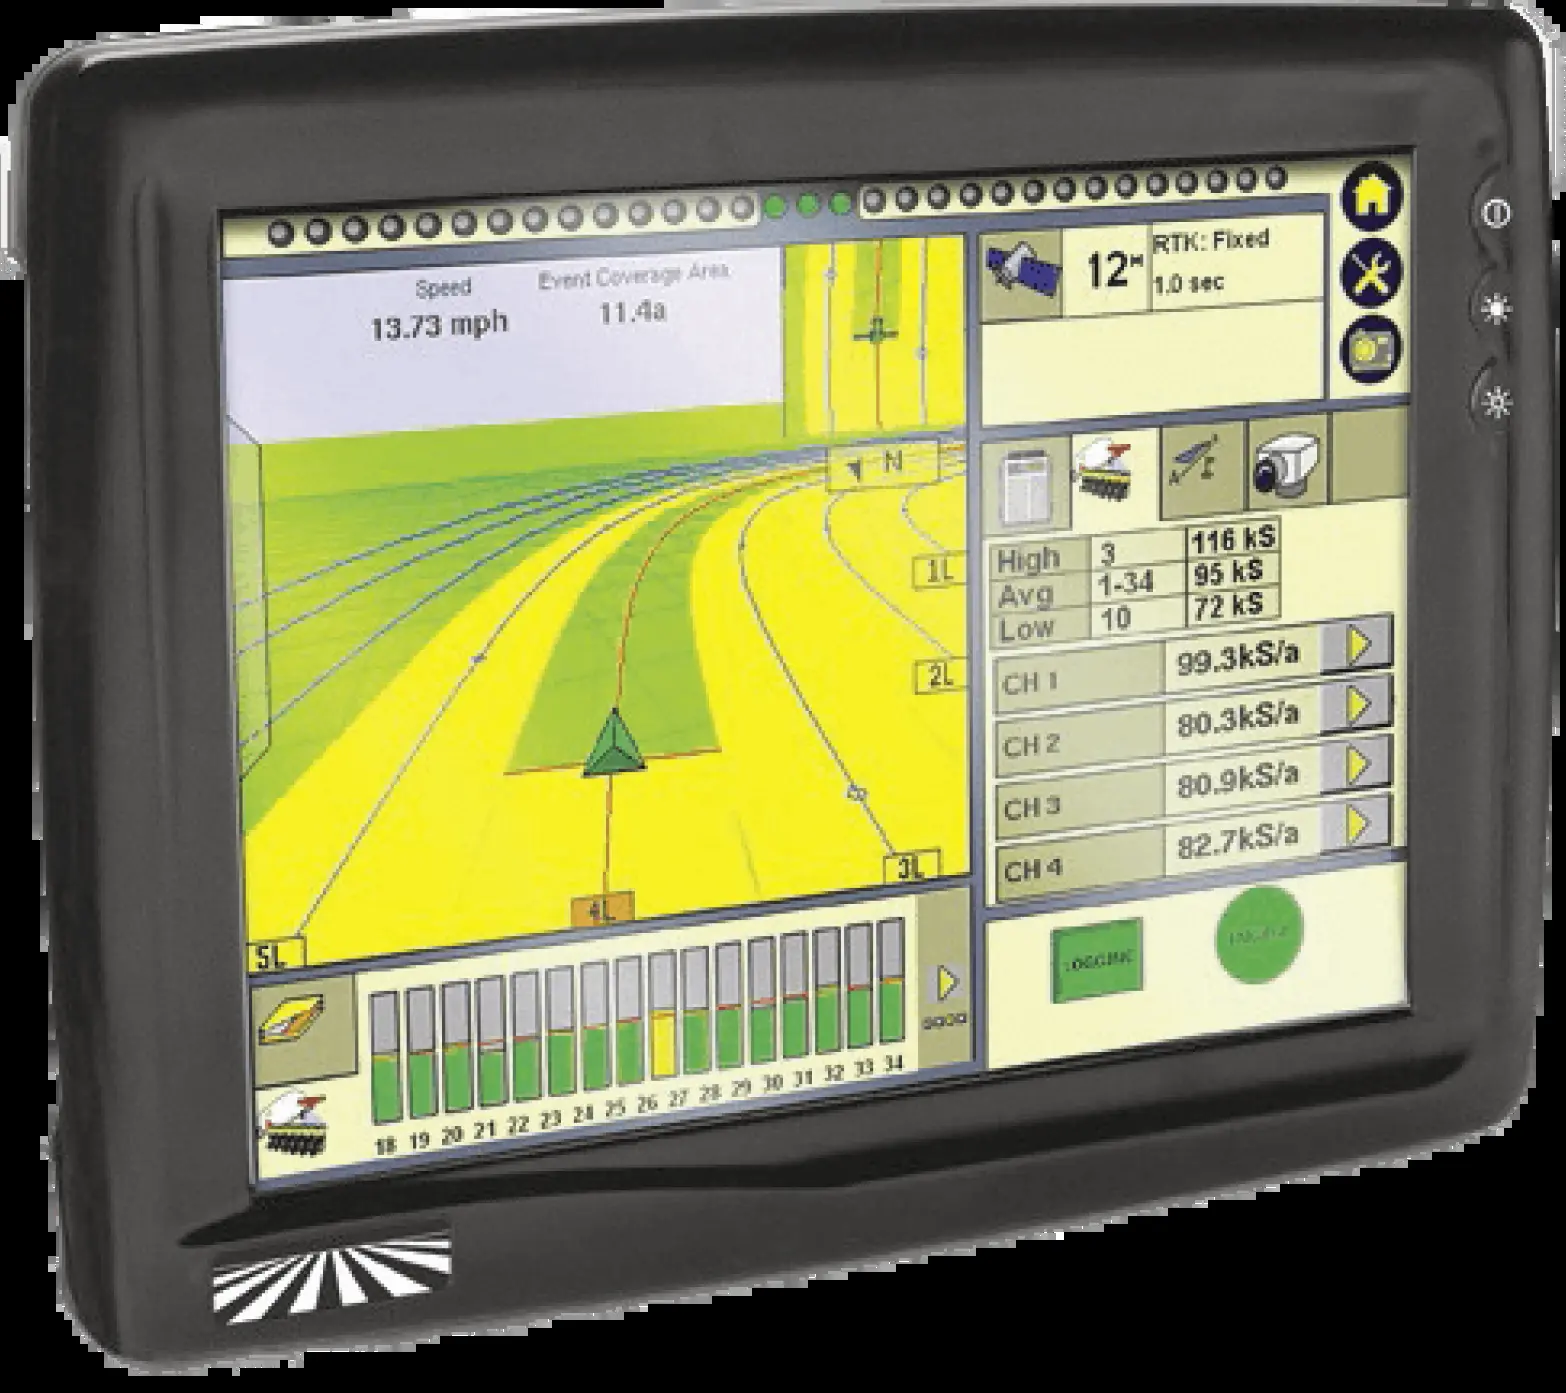 Speed
Event Coverage Area
13.73 mph
11.4a
12"
RTK: Fixed
1.0 sec
N
1L
2L
3L
4L
5L
High 3 116 kS
Avg 1-34 95 kS
Low 10 72 kS
CH 1 99.3kS/a
CH 2 80.3kS/a
CH 3 80.9kS/a
CH 4 82.7kS/a
LOGGING
18 19 20 21 22 23 24 25 26 27 28 29 30 31 32 33 34